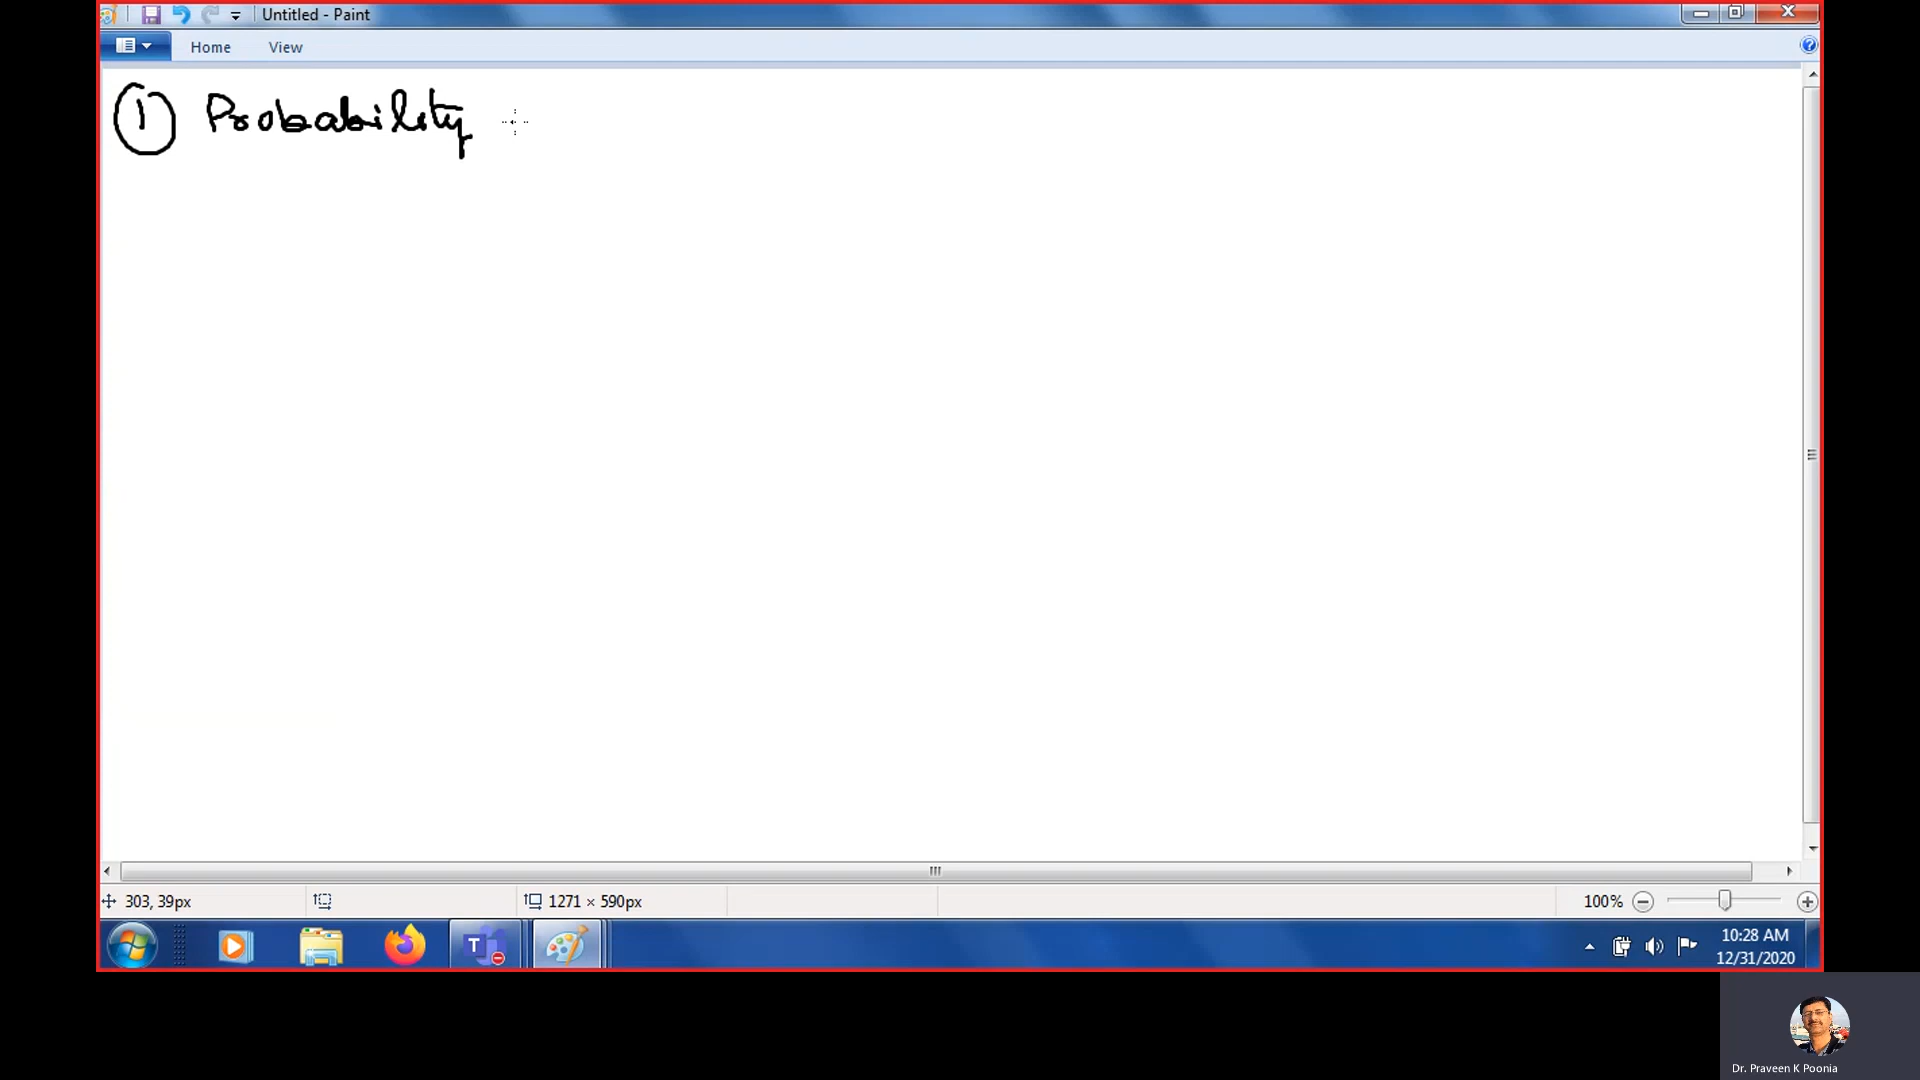 Untitled - Paint
Home View
① Probability
303, 39px
1271 × 590px
100%
10:28 AM
12/31/2020
Dr. Praveen K Poonia